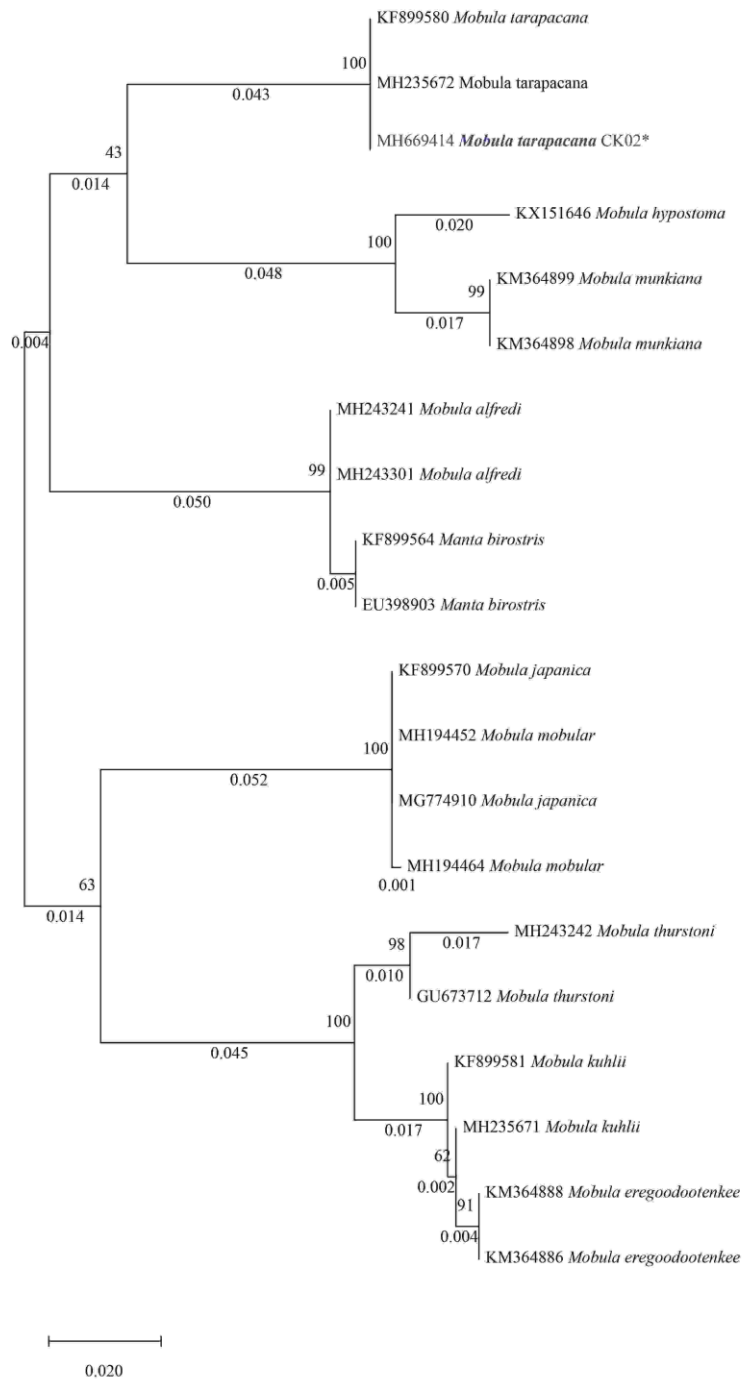 KF899580 Mobula tarapacana
100
MH235672 Mobula tarapacana
0.043
MH669414 Mobula tarapacana CK02*
43
0.014
KX151646 Mobula hypostoma
0.020
100
0.048
KM364899 Mobula munkiana
99
0.017
KM364898 Mobula munkiana
0.004
MH243241 Mobula alfredi
99
MH243301 Mobula alfredi
0.050
KF899564 Manta birostris
0.005
EU398903 Manta birostris
KF899570 Mobula japanica
MH194452 Mobula mobular
100
0.052
MG774910 Mobula japanica
MH194464 Mobula mobular
0.001
63
0.014
MH243242 Mobula thurstoni
0.017
98
0.010
GU673712 Mobula thurstoni
100
0.045
KF899581 Mobula kuhlii
100
0.017
MH235671 Mobula kuhlii
62
0.002
KM364888 Mobula eregoodootenkee
91
0.004
KM364886 Mobula eregoodootenkee
0.020